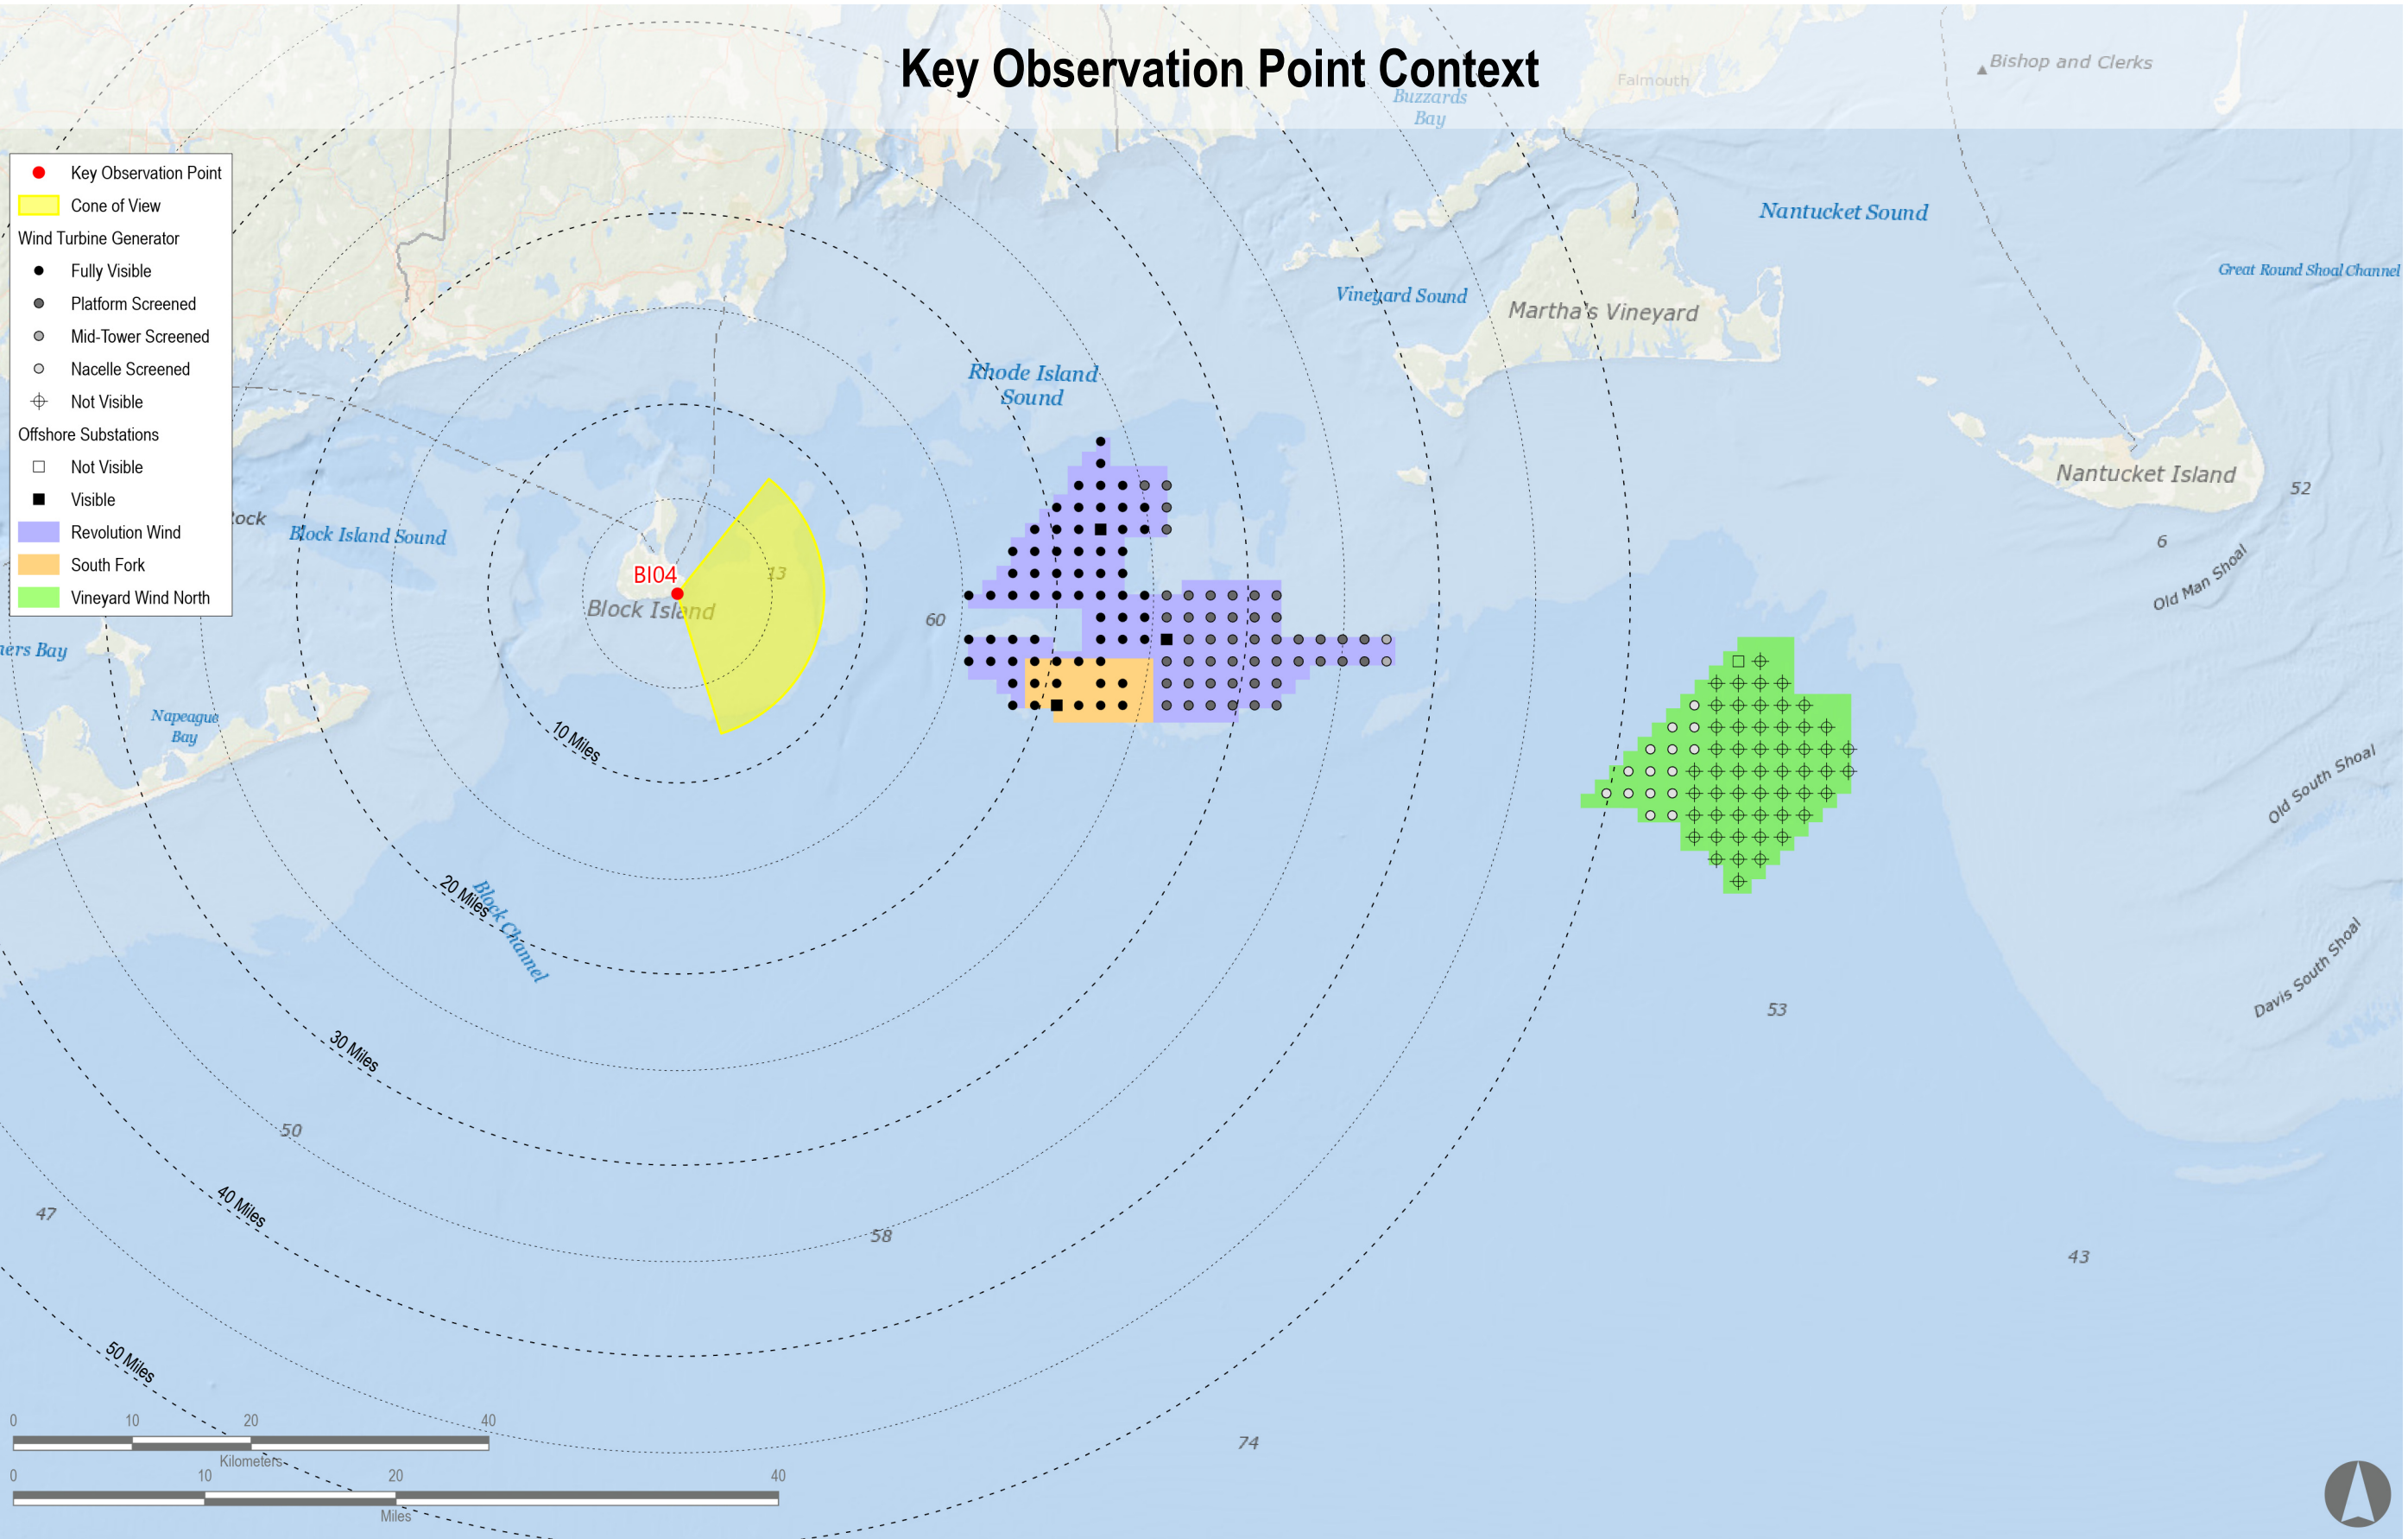 Key Observation Point Context
Bishop and Clerks
Falmouth
Buzzards
Bay
Key Observation Point
Cone of View
Wind Turbine Generator
Fully Visible
Platform Screened
Mid-Tower Screened
Nacelle Screened
Not Visible
Offshore Substations
Not Visible
Visible
Revolution Wind
South Fork
Vineyard Wind North
Nantucket Sound
Great Round Shoal Channel
Vineyard Sound
Martha's Vineyard
Rhode Island
Sound
Nantucket Island
52
Block Island Sound
6
Old Man Shoal
BI04
13
Block Island
60
Bay
Napeague
Bay
10 Miles
Old South Shoal
20 Miles
Block Channel
Davis South Shoal
53
30 Miles
50
40 Miles
47
58
43
50 Miles
74
0 10 20 40
Kilometers
0 10 20 40
Miles